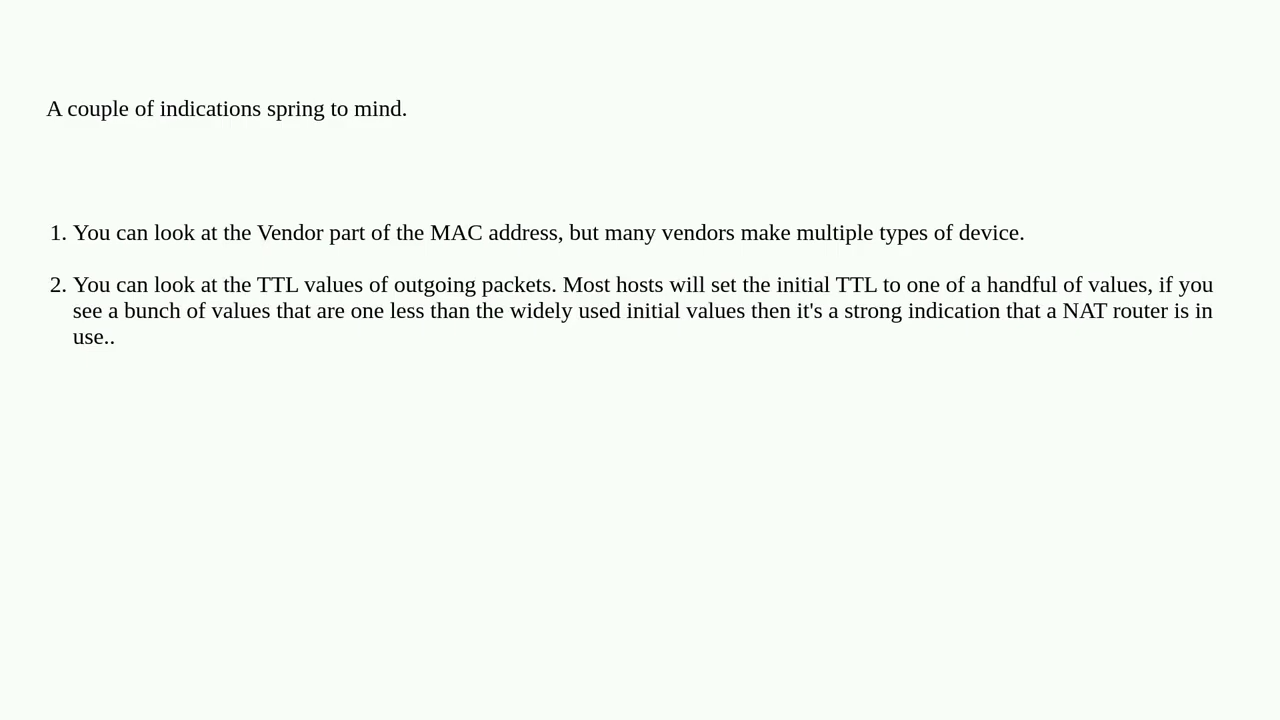 A couple of indications spring to mind.
1. You can look at the Vendor part of the MAC address, but many vendors make multiple types of device.
2. You can look at the TTL values of outgoing packets. Most hosts will set the initial TTL to one of a handful of values, if you
see a bunch of values that are one less than the widely used initial values then it's a strong indication that a NAT router is in
use..